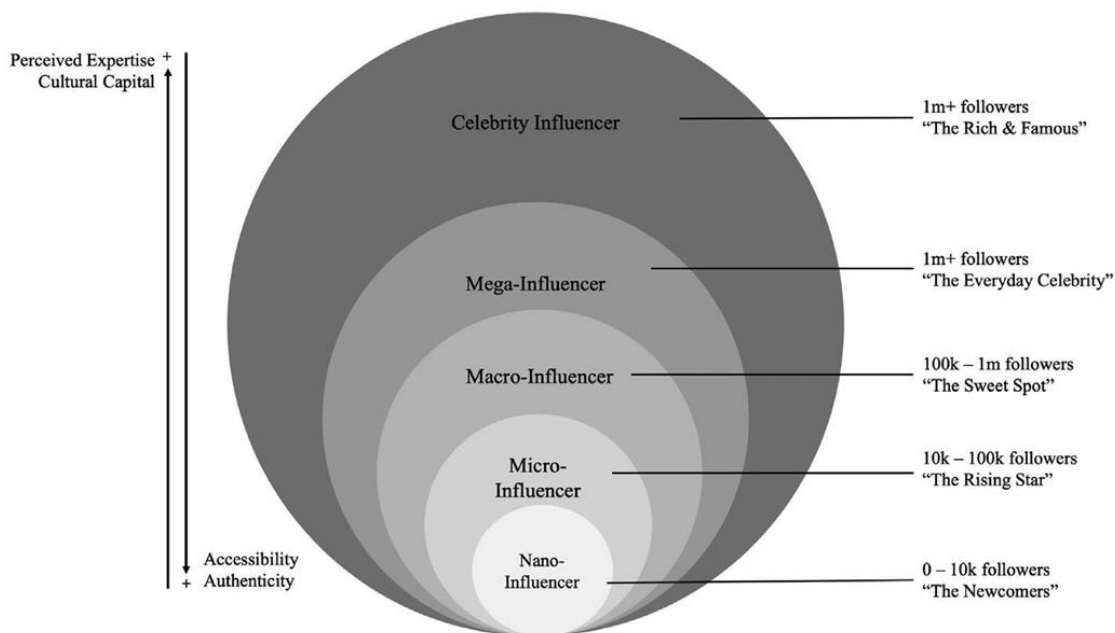 Perceived Expertise +
Cultural Capital
Celebrity Influencer
1m+ followers
“The Rich & Famous”
Mega-Influencer
1m+ followers
“The Everyday Celebrity”
Macro-Influencer
100k – 1m followers
“The Sweet Spot”
Micro-
Influencer
10k – 100k followers
“The Rising Star”
Accessibility
+ Authenticity
Nano-
Influencer
0 – 10k followers
“The Newcomers”